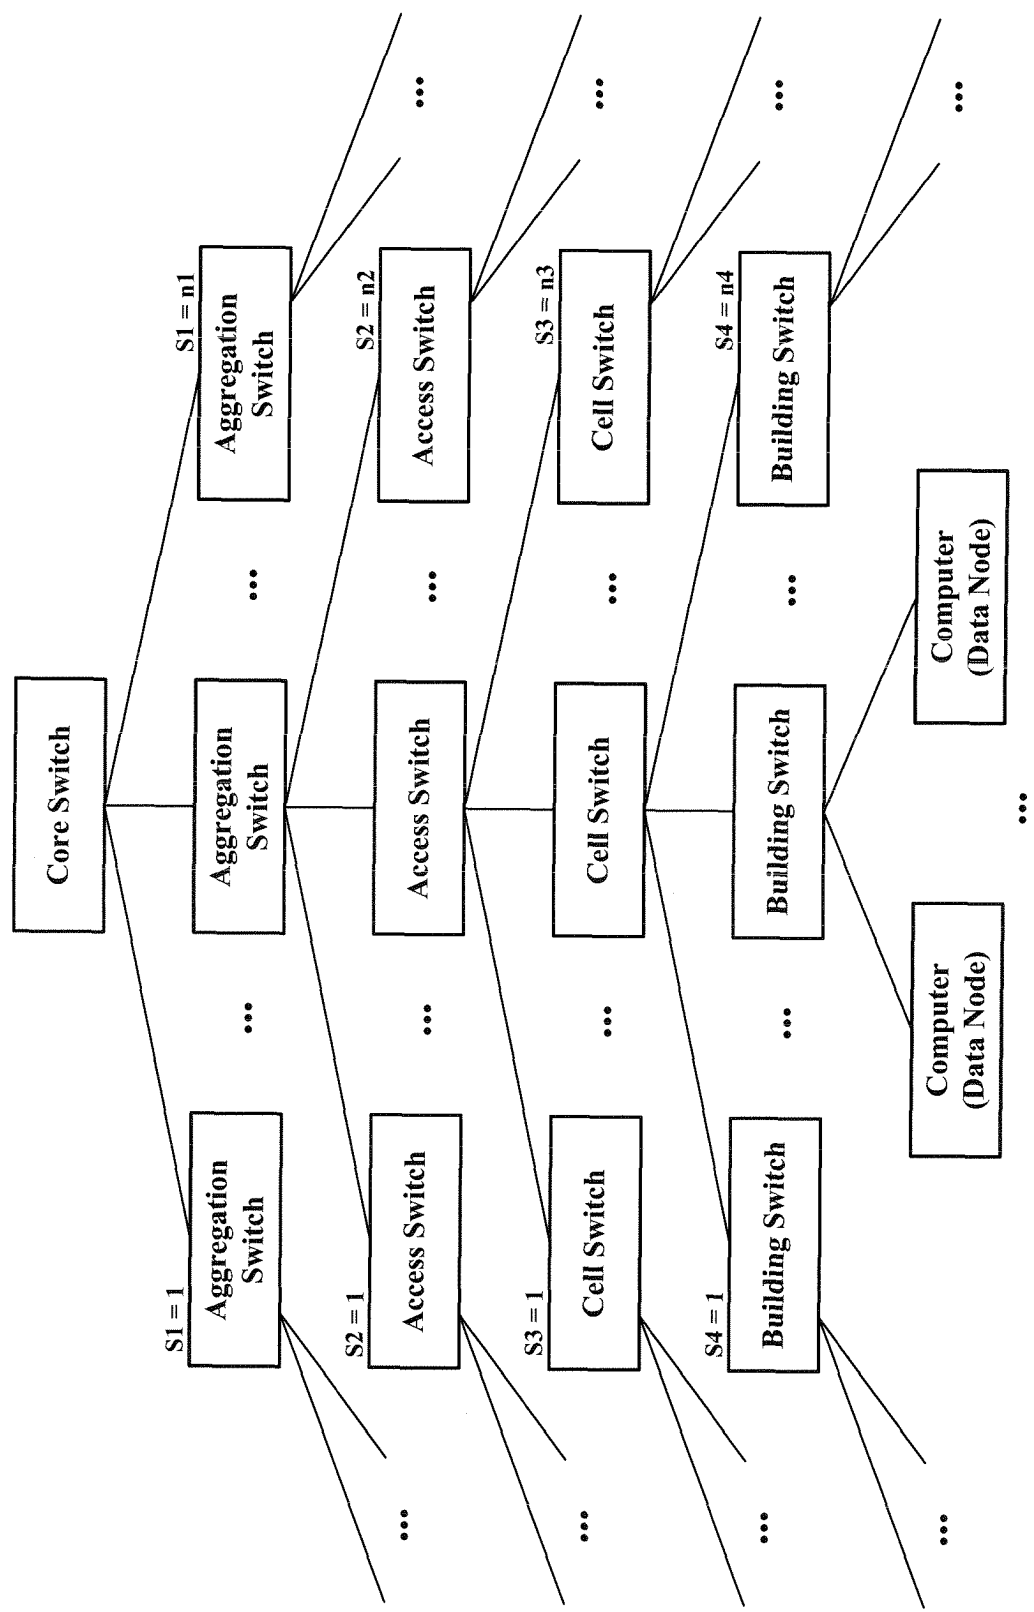 Core Switch
S1 = 1
S1 = n1
Aggregation
Switch
...
Aggregation
Switch
...
Aggregation
Switch
S2 = 1
S2 = n2
...
Access Switch
...
Access Switch
...
Access Switch
...
S3 = 1
S3 = n3
...
Cell Switch
...
Cell Switch
...
Cell Switch
...
S4 = 1
S4 = n4
...
Building Switch
...
Building Switch
...
Building Switch
...
...
Computer
(Data Node)
...
Computer
(Data Node)
...